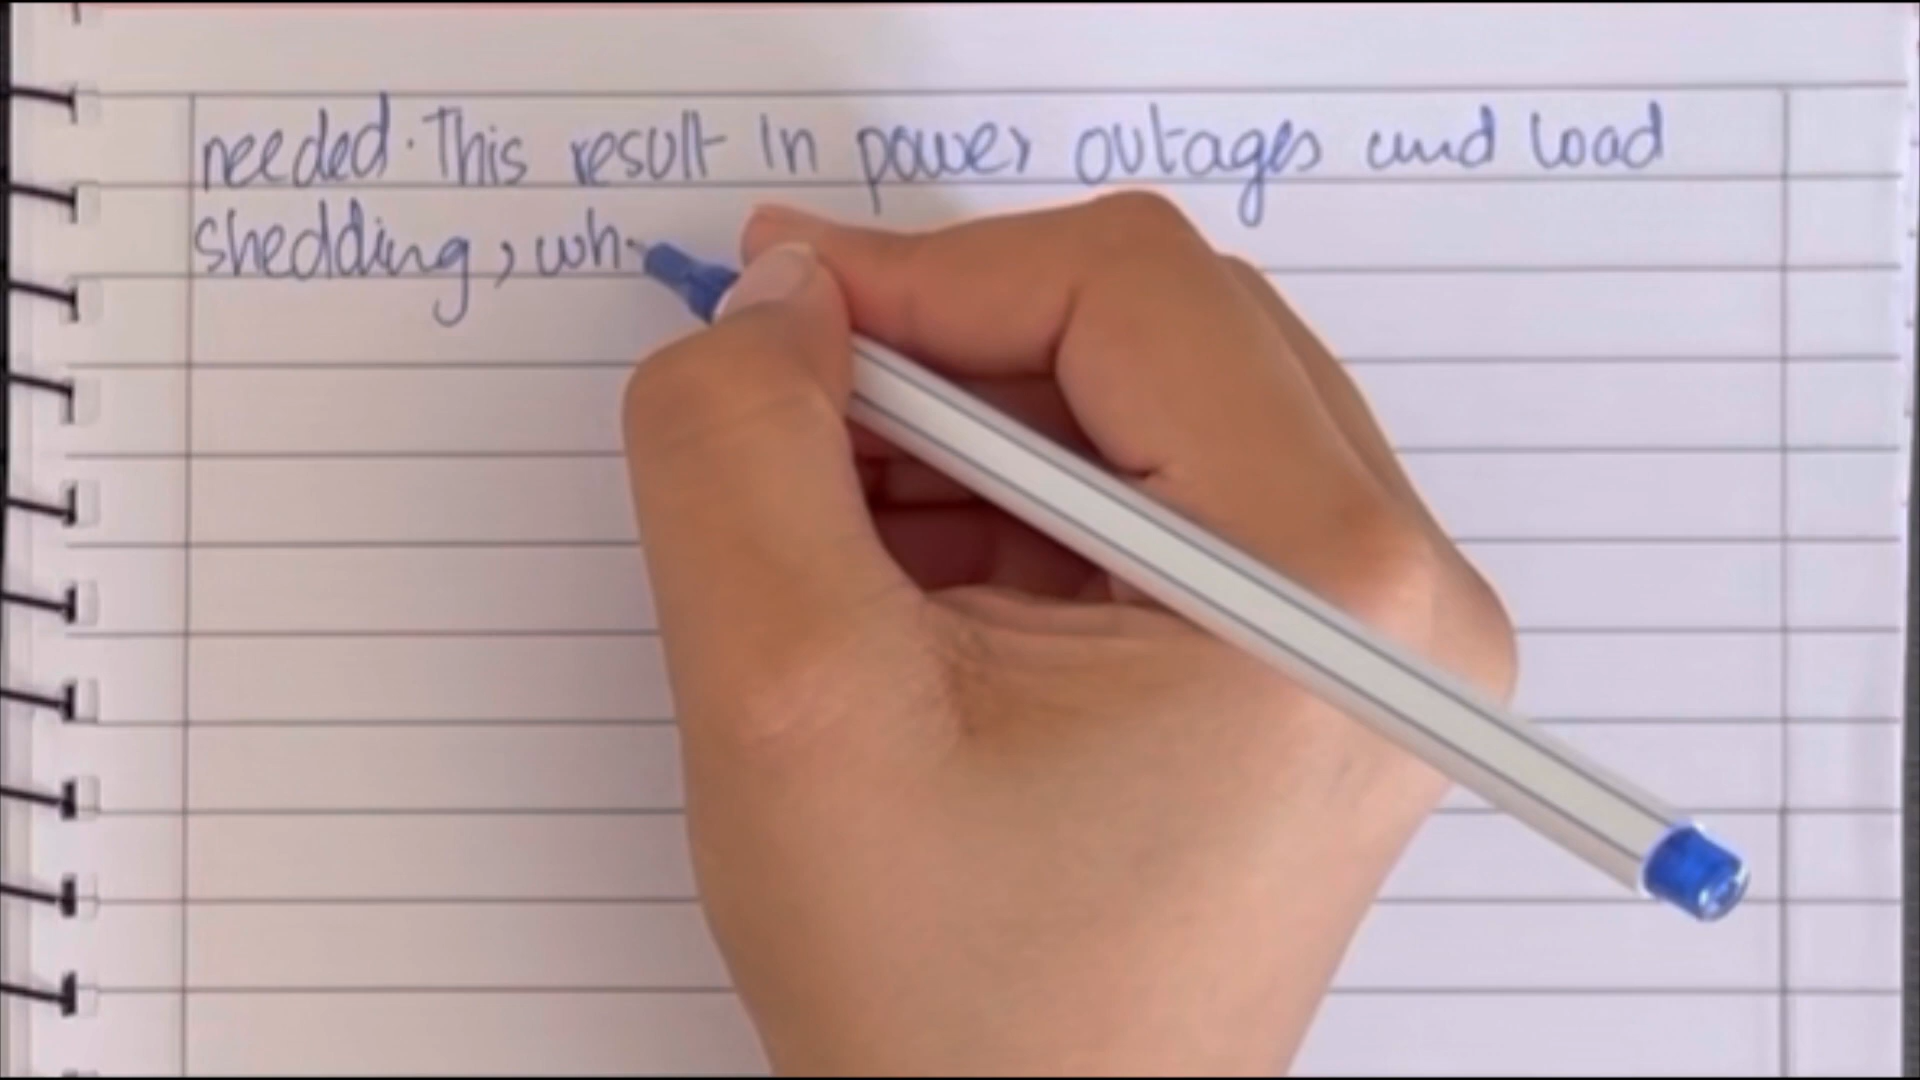 needed. This result in power outages and load
shedding, wh